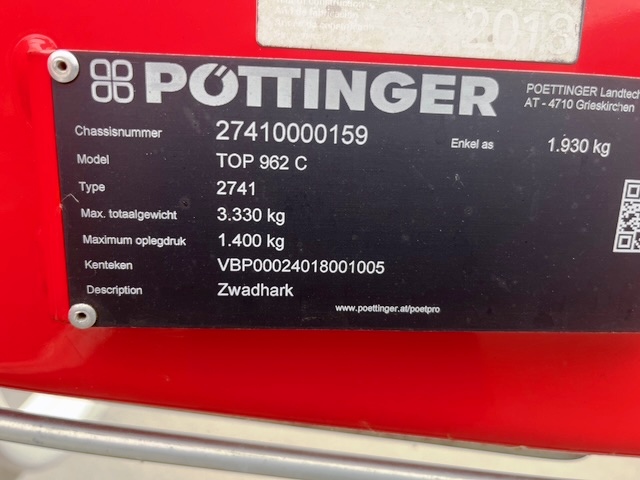 2018
PÖTTINGER
POETTINGER Landtech
AT - 4710 Grieskirchen
Chassisnummer 27410000159 Enkel as 1.930 kg
Model TOP 962 C
Type 2741
Max. totaalgewicht 3.330 kg
Maximum oplegdruk 1.400 kg
Kenteken VBP00024018001005
Description Zwadhark
www.poettinger.at/poetpro